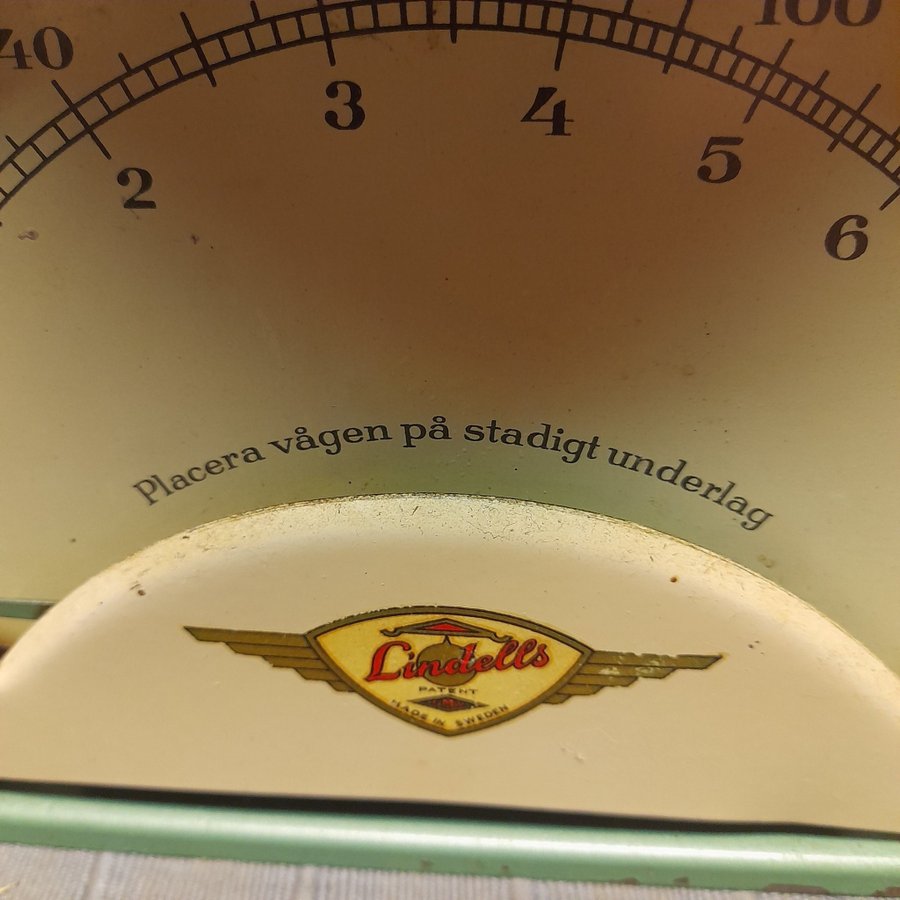 40
100
2
3
4
5
6
Placera vågen på stadigt underlag
Lindells
PATENT
MADE IN SWEDEN